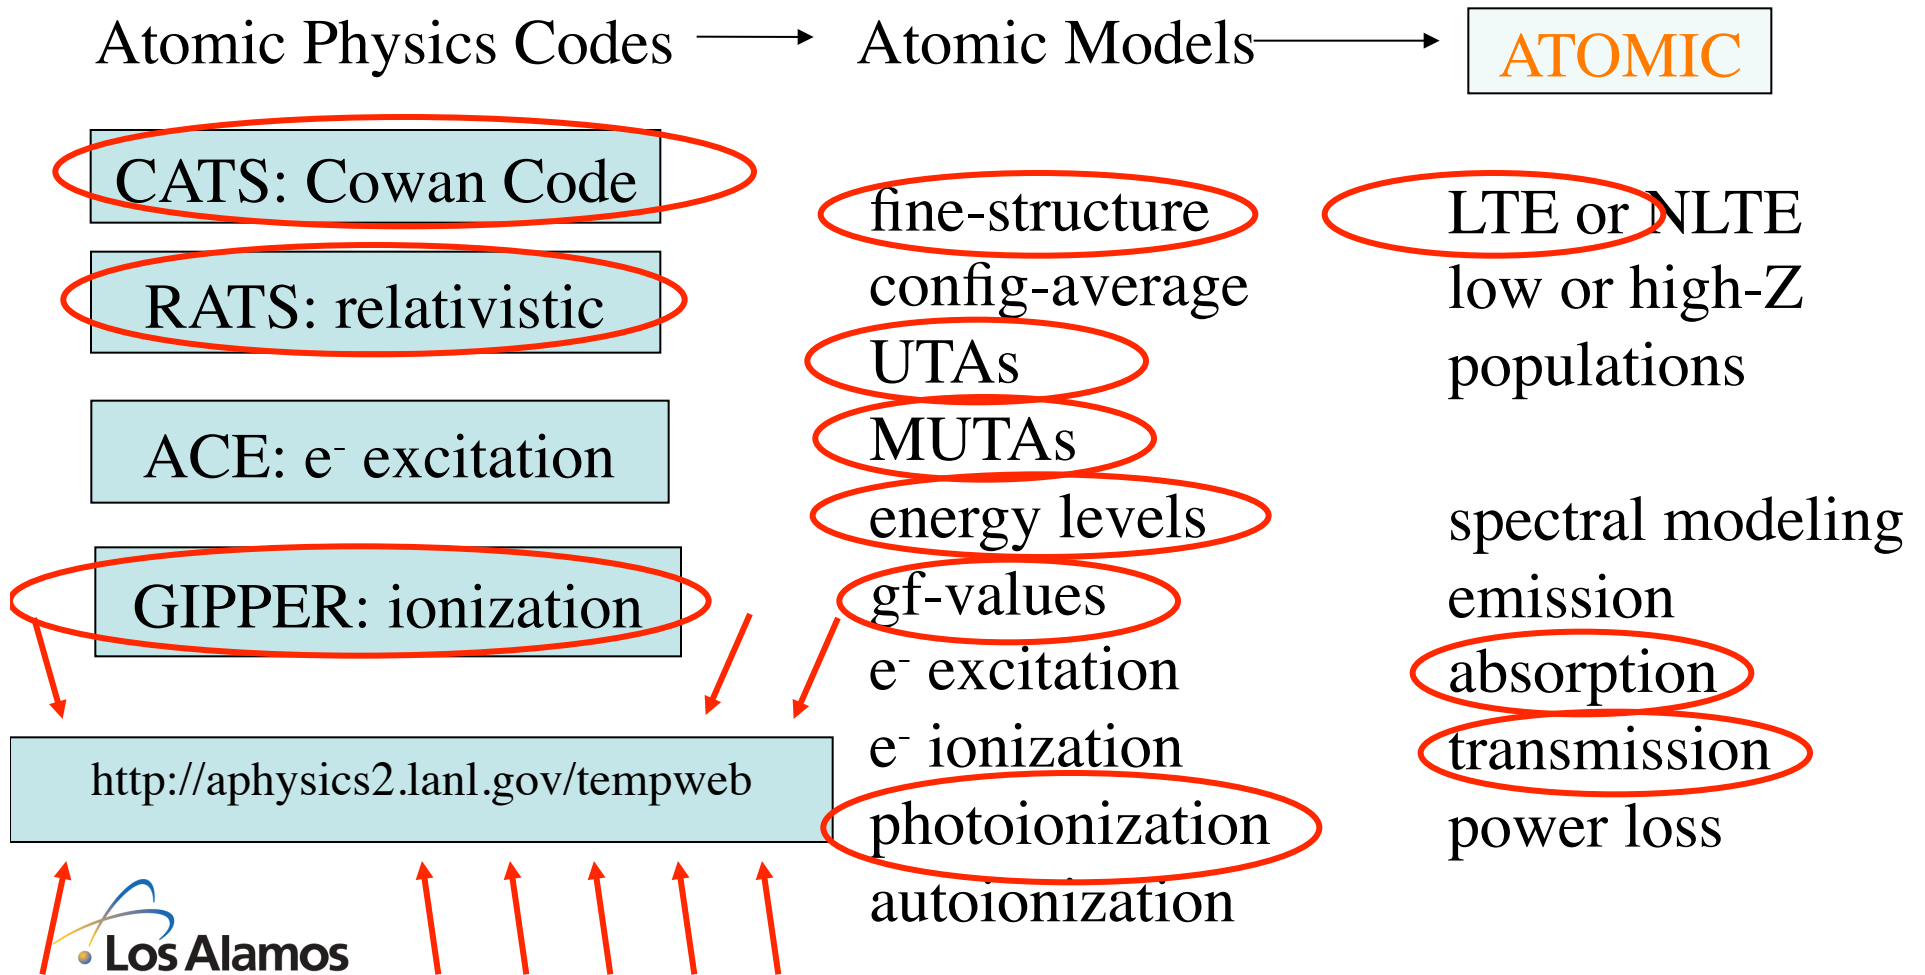 Atomic Physics Codes
Atomic Models
ATOMIC
CATS: Cowan Code
RATS: relativistic
ACE: e⁻ excitation
GIPPER: ionization
http://aphysics2.lanl.gov/tempweb
Los Alamos
fine-structure
config-average
UTAs
MUTAs
energy levels
gf-values
e⁻ excitation
e⁻ ionization
photoionization
autoionization
LTE or NLTE
low or high-Z
populations
spectral modeling
emission
absorption
transmission
power loss